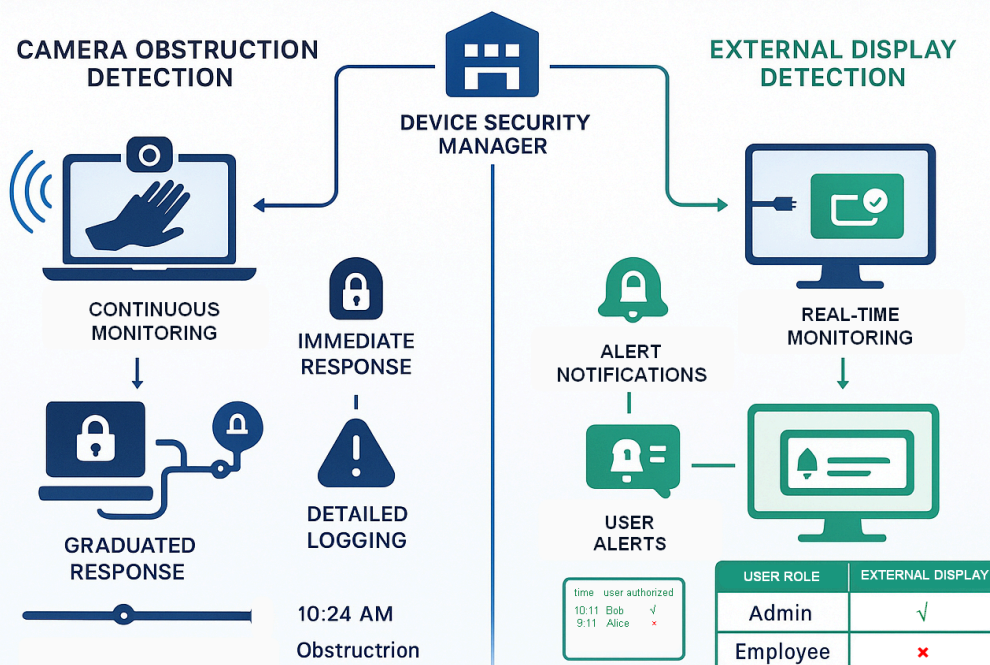 CAMERA OBSTRUCTION
DETECTION
DEVICE SECURITY
MANAGER
EXTERNAL DISPLAY
DETECTION
CONTINUOUS
MONITORING
IMMEDIATE
RESPONSE
GRADUATED
RESPONSE
DETAILED
LOGGING
10:24 AM
Obstructrion
REAL-TIME
MONITORING
ALERT
NOTIFICATIONS
USER
ALERTS
time user authorized
10:11 Bob √
9:11 Alice ×
USER ROLE EXTERNAL DISPLAY
Admin √
Employee ×